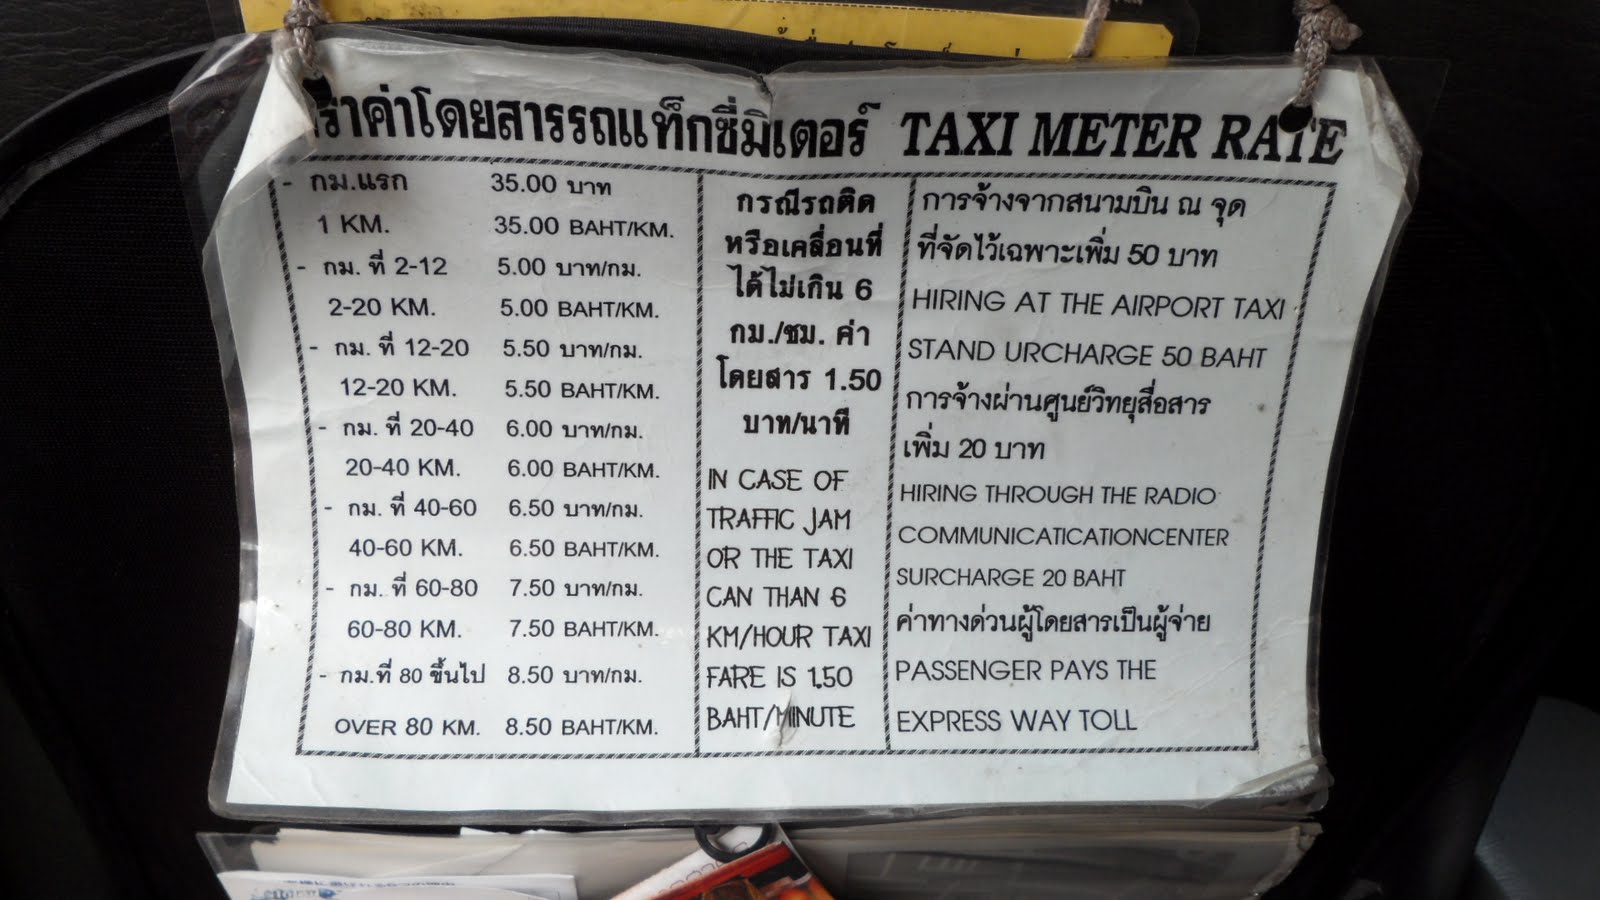 ราค่าโดยสารรถแท็กซี่มิเตอร์ TAXI METER RATE
- กม.แรก 35.00 บาท
1 KM. 35.00 BAHT/KM.
- กม. ที่ 2-12 5.00 บาท/กม.
2-20 KM. 5.00 BAHT/KM.
- กม. ที่ 12-20 5.50 บาท/กม.
12-20 KM. 5.50 BAHT/KM.
- กม. ที่ 20-40 6.00 บาท/กม.
20-40 KM. 6.00 BAHT/KM.
- กม. ที่ 40-60 6.50 บาท/กม.
40-60 KM. 6.50 BAHT/KM.
- กม. ที่ 60-80 7.50 บาท/กม.
60-80 KM. 7.50 BAHT/KM.
- กม.ที่ 80 ขึ้นไป 8.50 บาท/กม.
OVER 80 KM. 8.50 BAHT/KM.
กรณีรถติด
หรือเคลื่อนที่
ได้ไม่เกิน 6
กม./ชม. ค่า
โดยสาร 1.50
บาท/นาที
IN CASE OF
TRAFFIC JAM
OR THE TAXI
CAN THAN 6
KM/HOUR TAXI
FARE IS 1.50
BAHT/MINUTE
การจ้างจากสนามบิน ณ จุด
ที่จัดไว้เฉพาะเพิ่ม 50 บาท
HIRING AT THE AIRPORT TAXI
STAND URCHARGE 50 BAHT
การจ้างผ่านศูนย์วิทยุสื่อสาร
เพิ่ม 20 บาท
HIRING THROUGH THE RADIO
COMMUNICATICATIONCENTER
SURCHARGE 20 BAHT
ค่าทางด่วนผู้โดยสารเป็นผู้จ่าย
PASSENGER PAYS THE
EXPRESS WAY TOLL